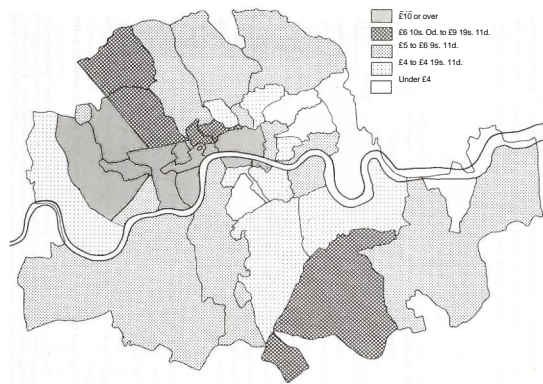 £10 or over
£6 10s. Od. to £9 19s. 11d.
£5 to £6 9s. 11d.
£4 to £4 19s. 11d.
Under £4